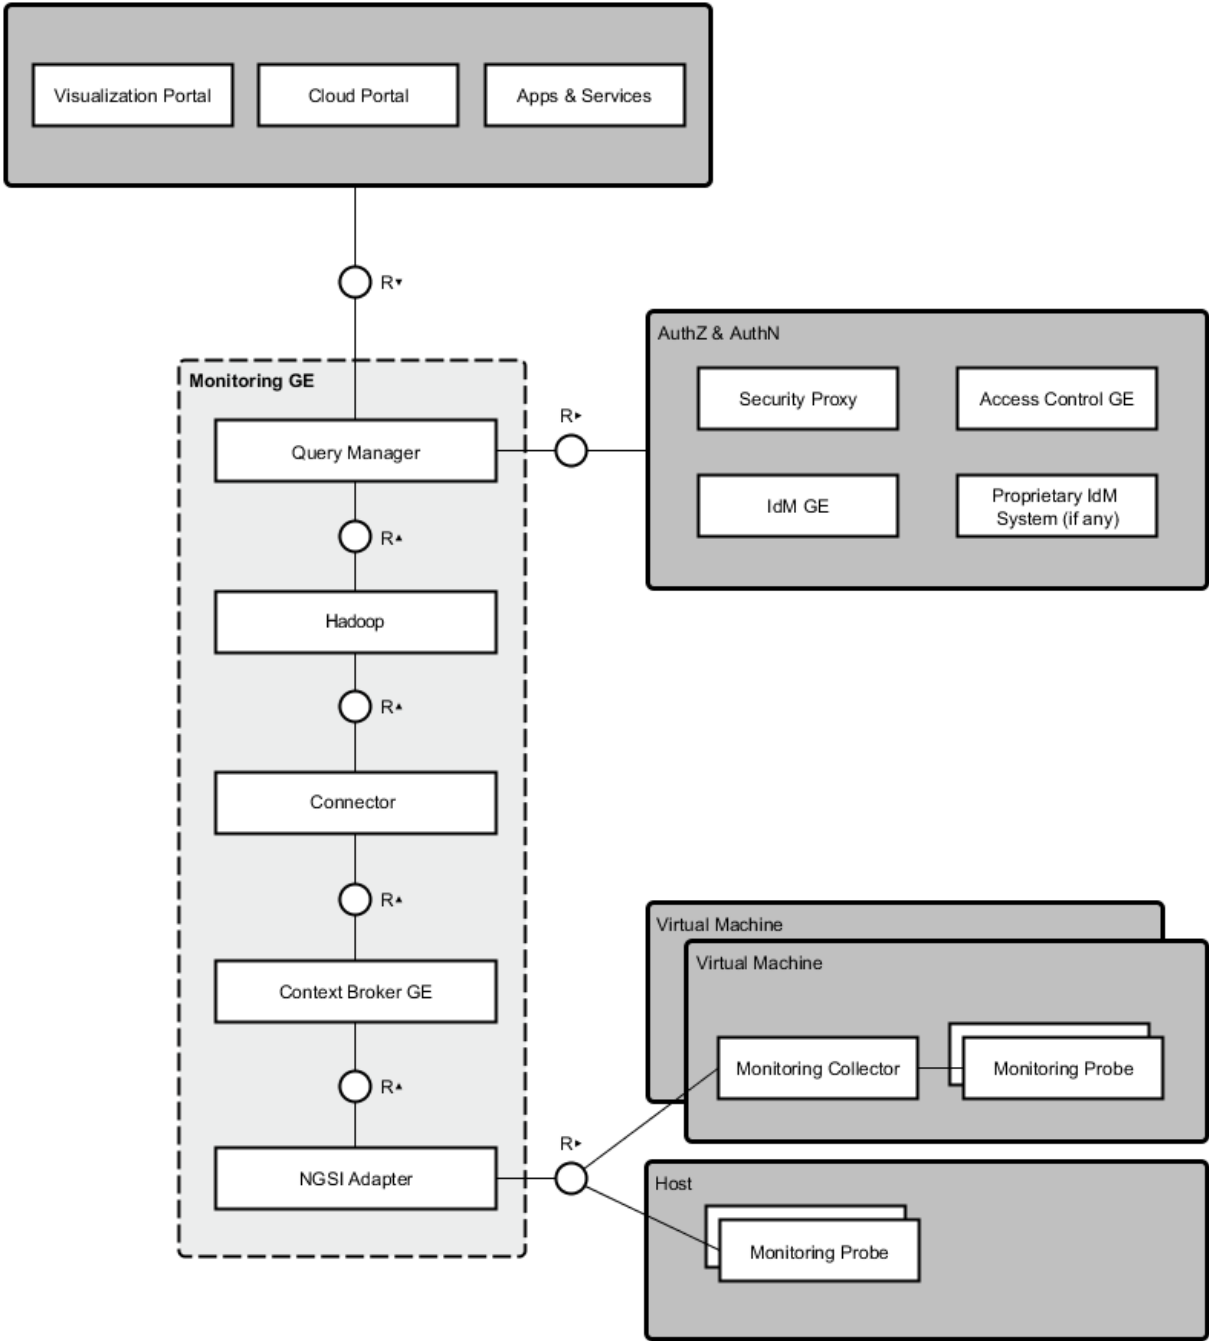 Visualization Portal
Cloud Portal
Apps & Services
R▾
AuthZ & AuthN
Monitoring GE
Security Proxy
Access Control GE
R▸
Query Manager
IdM GE
Proprietary IdM
System (if any)
R▴
Hadoop
R▴
Connector
R▴
Virtual Machine
Virtual Machine
Context Broker GE
Monitoring Collector
Monitoring Probe
R▴
R▸
NGSI Adapter
Host
Monitoring Probe